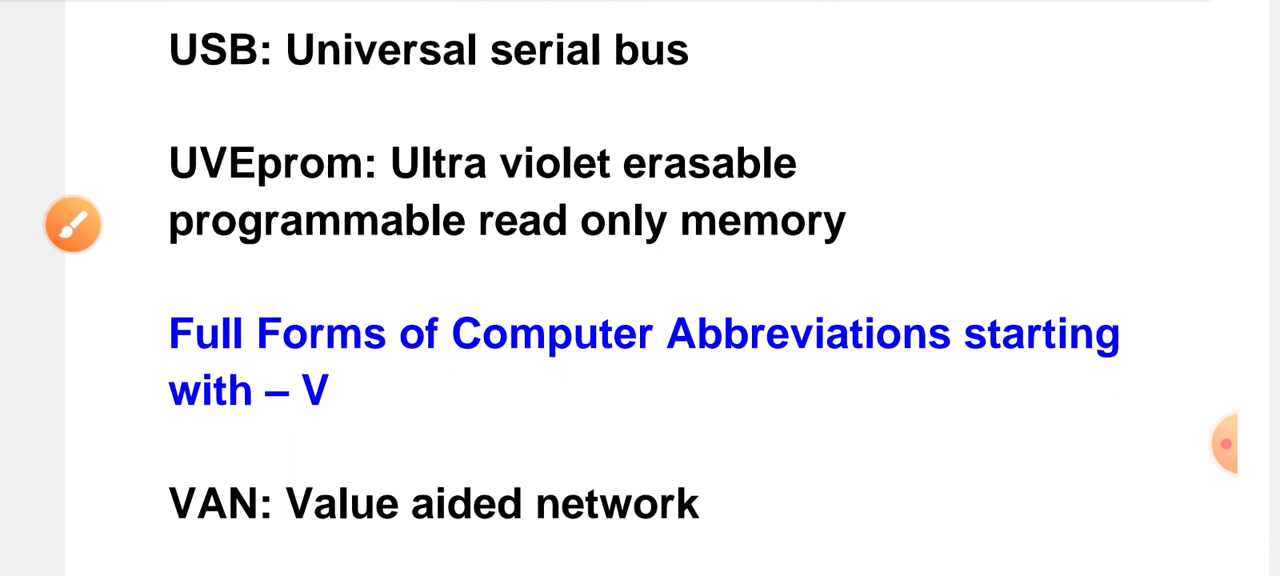 USB: Universal serial bus
UVEprom: Ultra violet erasable
programmable read only memory
Full Forms of Computer Abbreviations starting
with – V
VAN: Value aided network